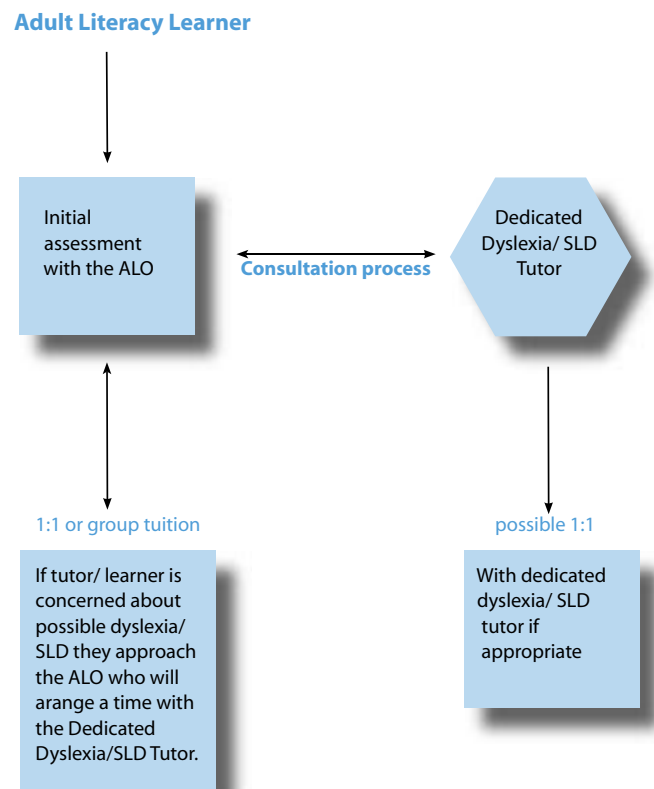 Adult Literacy Learner
Initial
assessment
with the ALO
Consultation process
Dedicated
Dyslexia/ SLD
Tutor
1:1 or group tuition
If tutor/ learner is
concerned about
possible dyslexia/
SLD they approach
the ALO who will
arange a time with
the Dedicated
Dyslexia/SLD Tutor.
possible 1:1
With dedicated
dyslexia/ SLD
tutor if
appropriate